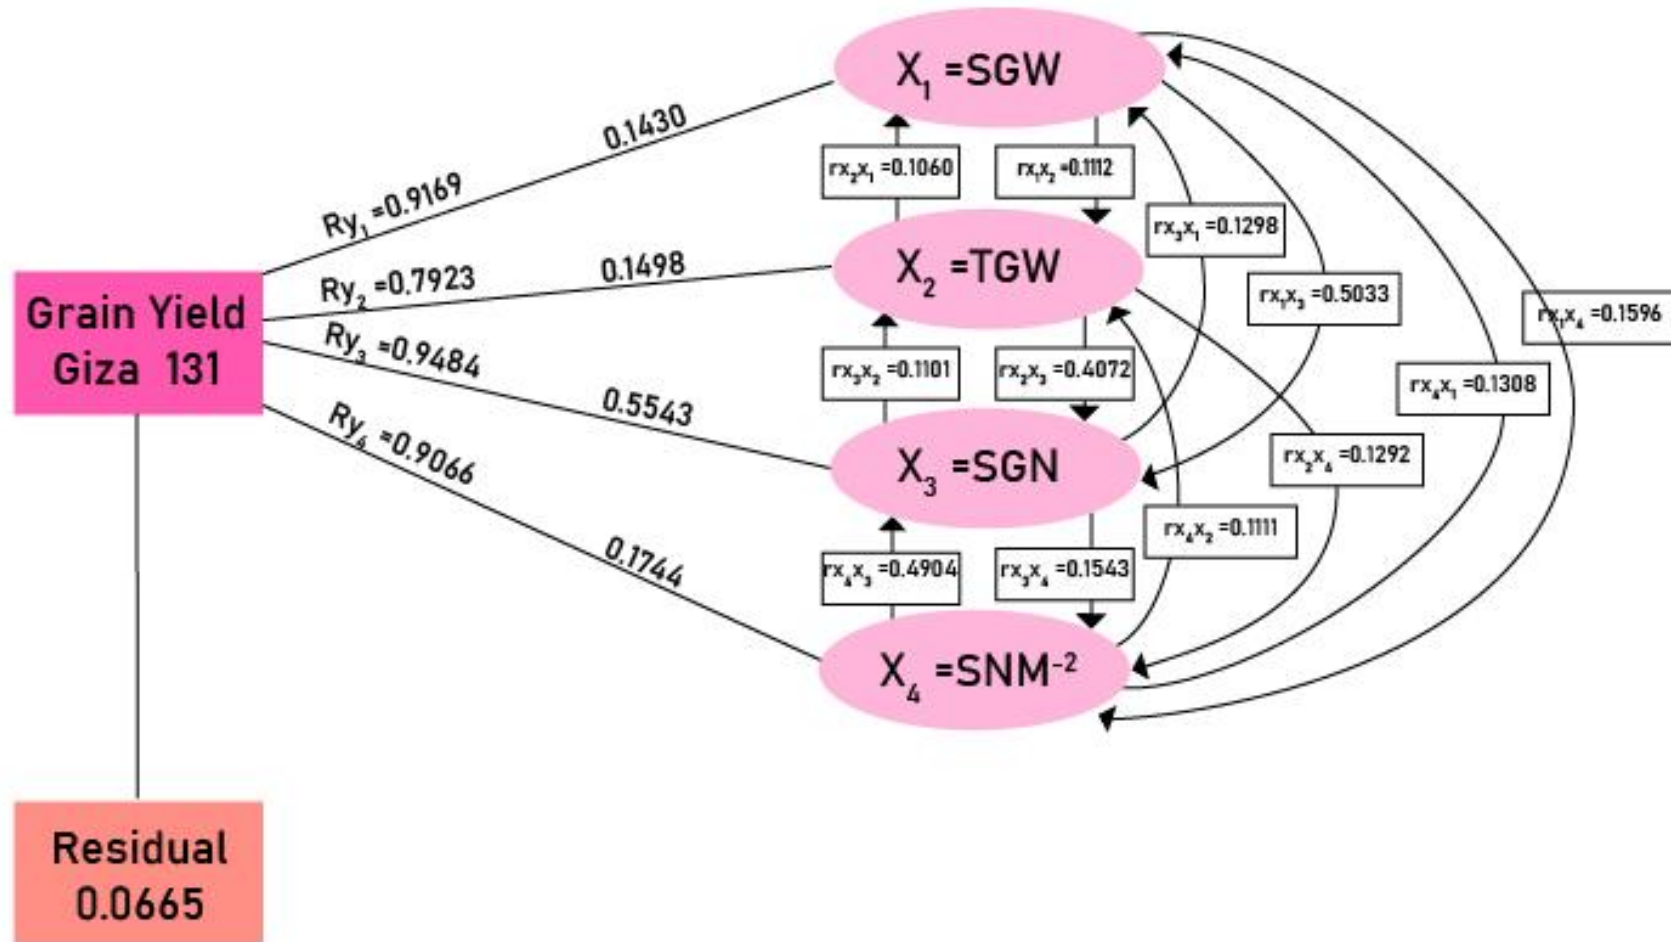 X₁ =SGW
0.1430
rx₂x₁ =0.1060
rx₁x₂ =0.1112
Ry₁ =0.9169
rx₃x₁ =0.1298
X₂ =TGW
0.1498
Ry₂ =0.7923
rx₁x₃ =0.5033
rx₁x₄ =0.1596
Grain Yield
Giza 131
Ry₃ =0.9484
rx₃x₂ =0.1101
rx₂x₃ =0.4072
rx₄x₁ =0.1308
0.5543
Ry₄ =0.9066
X₃ =SGN
rx₂x₄ =0.1292
rx₄x₂ =0.1111
0.1744
rx₄x₃ =0.4904
rx₃x₄ =0.1543
X₄ =SNM⁻²
Residual
0.0665